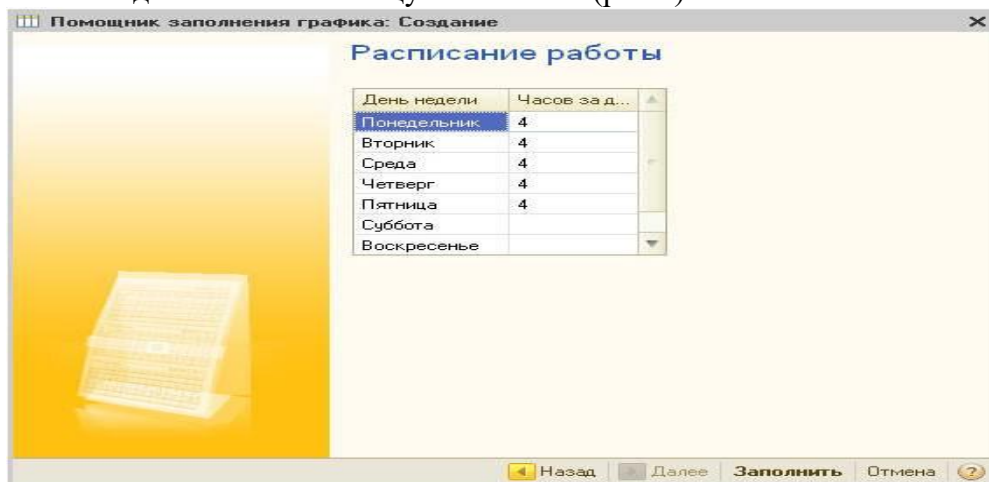 Помощник заполнения графика: Создание
Расписание работы
День недели Часов за д...
Понедельник 4
Вторник 4
Среда 4
Четверг 4
Пятница 4
Суббота
Воскресенье
Назад Далее Заполнить Отмена ?